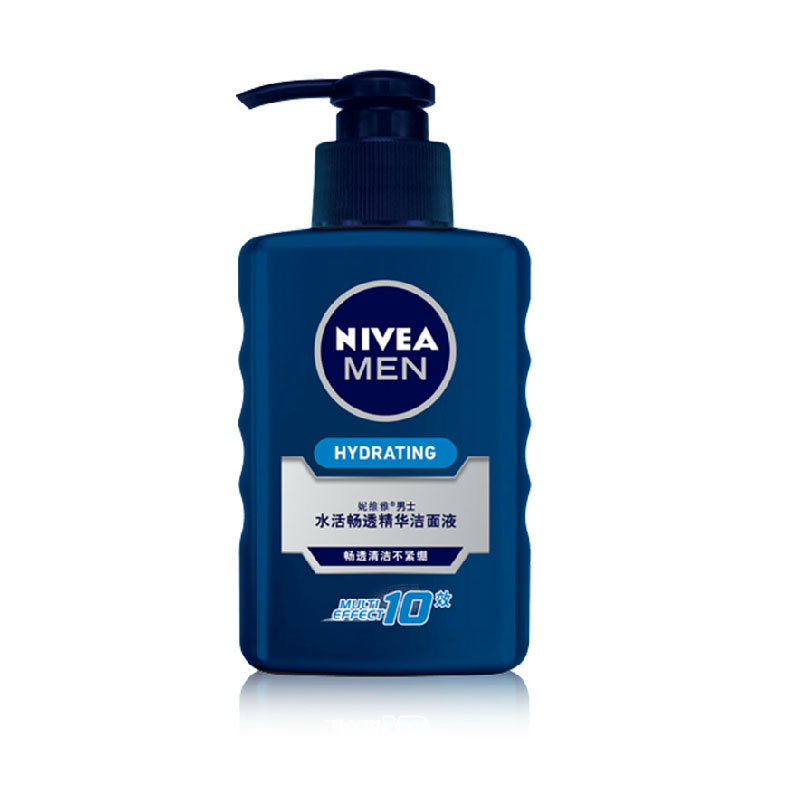 NIVEA
MEN
HYDRATING
妮维雅®男士
水活畅透精华洁面液
畅透清洁不紧绷
MULTI
EFFECT 10效